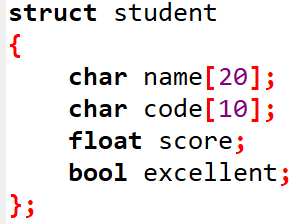 struct student
{
    char name[20];
    char code[10];
    float score;
    bool excellent;
};